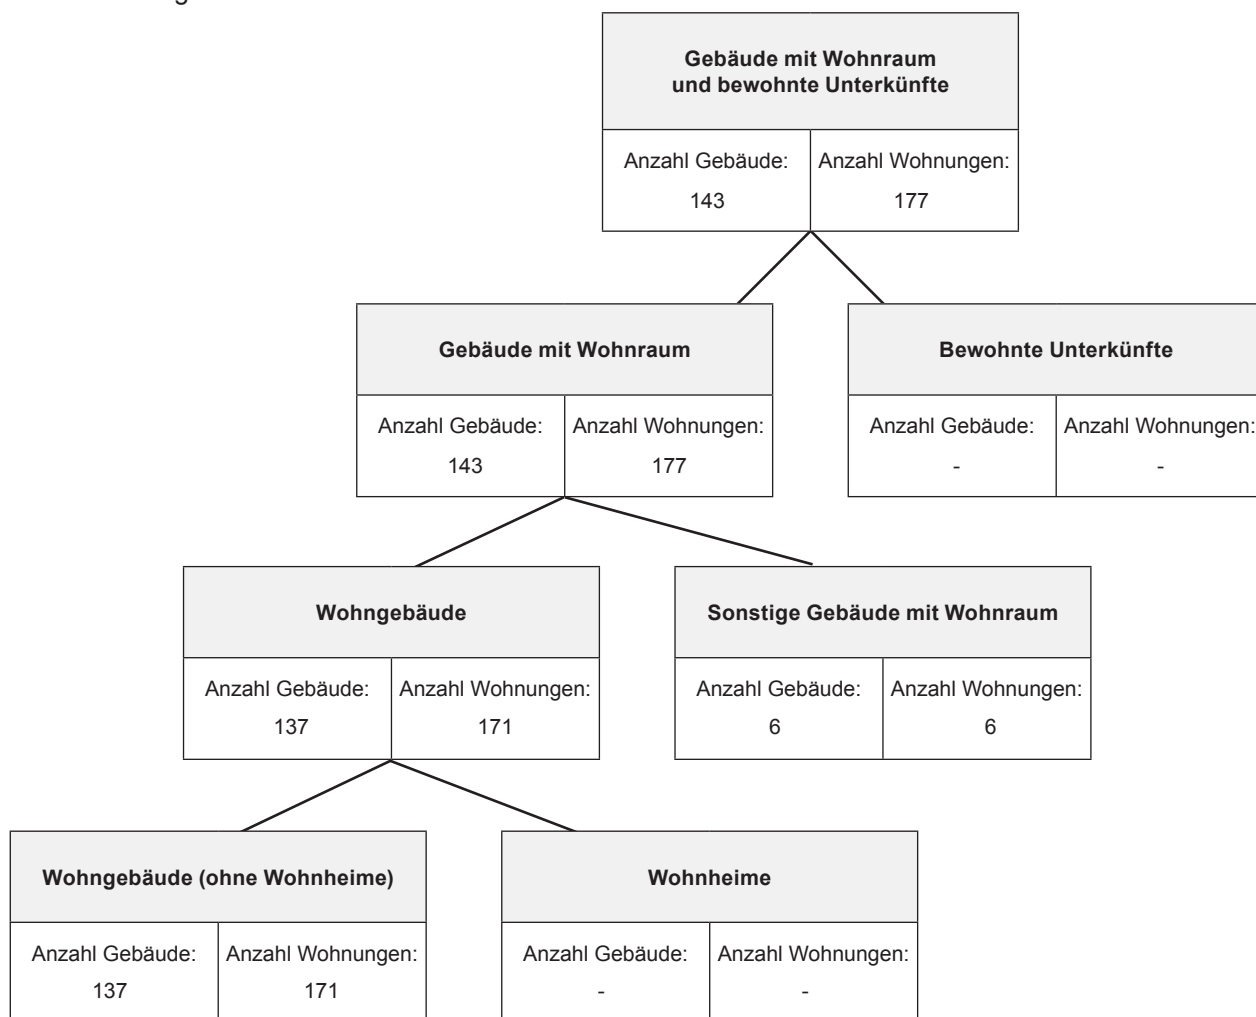 Gebäude mit Wohnraum
und bewohnte Unterkünfte
Anzahl Gebäude: Anzahl Wohnungen:
143 177
Gebäude mit Wohnraum
Bewohnte Unterkünfte
Anzahl Gebäude: Anzahl Wohnungen:
143 177
Anzahl Gebäude: Anzahl Wohnungen:
- -
Wohngebäude
Sonstige Gebäude mit Wohnraum
Anzahl Gebäude: Anzahl Wohnungen:
137 171
Anzahl Gebäude: Anzahl Wohnungen:
6 6
Wohngebäude (ohne Wohnheime)
Wohnheime
Anzahl Gebäude: Anzahl Wohnungen:
137 171
Anzahl Gebäude: Anzahl Wohnungen:
- -